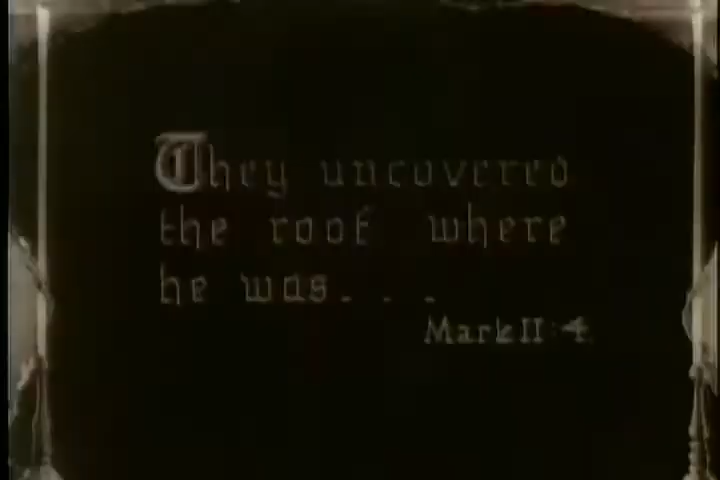 They uncovered
the roof where
he was. . .
Mark II:4.